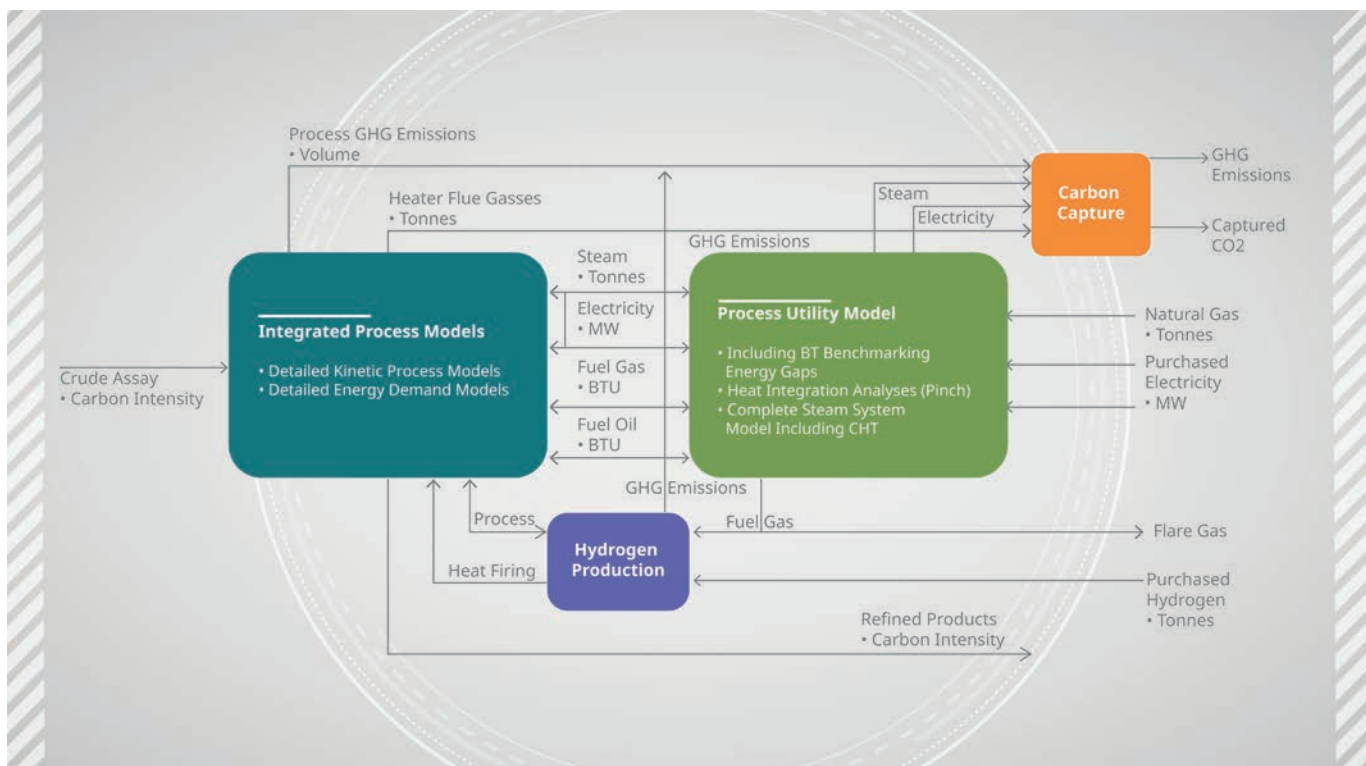 Process GHG Emissions
• Volume
Heater Flue Gasses
• Tonnes
Steam
Electricity
GHG Emissions
Carbon
Capture
GHG
Emissions
Captured
CO2
Steam
• Tonnes
Electricity
• MW
Fuel Gas
• BTU
Fuel Oil
• BTU
Crude Assay
• Carbon Intensity
Integrated Process Models
• Detailed Kinetic Process Models
• Detailed Energy Demand Models
Process Utility Model
• Including BT Benchmarking
Energy Gaps
• Heat Integration Analyses (Pinch)
• Complete Steam System
Model Including CHT
Natural Gas
• Tonnes
Purchased
Electricity
• MW
GHG Emissions
Process
Heat Firing
Hydrogen
Production
Fuel Gas
Flare Gas
Purchased
Hydrogen
• Tonnes
Refined Products
• Carbon Intensity